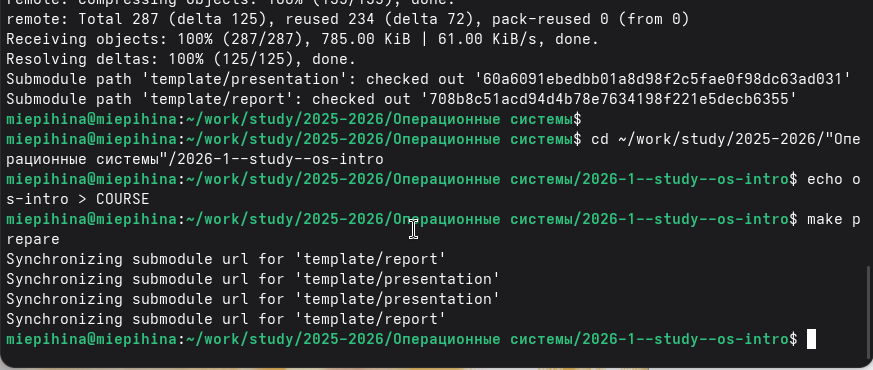 remote: Compressing objects: 100% (155/155), done.
remote: Total 287 (delta 125), reused 234 (delta 72), pack-reused 0 (from 0)
Receiving objects: 100% (287/287), 785.00 KiB | 61.00 KiB/s, done.
Resolving deltas: 100% (125/125), done.
Submodule path 'template/presentation': checked out '60a6091ebedbb01a8d98f2c5fae0f98dc63ad031'
Submodule path 'template/report': checked out '708b8c51acd94d4b78e7634198f221e5decb6355'
miepihina@miepihina:~/work/study/2025-2026/Операционные системы$
miepihina@miepihina:~/work/study/2025-2026/Операционные системы$ cd ~/work/study/2025-2026/"Опе
рационные системы"/2026-1--study--os-intro
miepihina@miepihina:~/work/study/2025-2026/Операционные системы/2026-1--study--os-intro$ echo o
s-intro > COURSE
miepihina@miepihina:~/work/study/2025-2026/Операционные системы/2026-1--study--os-intro$ make p
repare
Synchronizing submodule url for 'template/report'
Synchronizing submodule url for 'template/presentation'
Synchronizing submodule url for 'template/presentation'
Synchronizing submodule url for 'template/report'
miepihina@miepihina:~/work/study/2025-2026/Операционные системы/2026-1--study--os-intro$